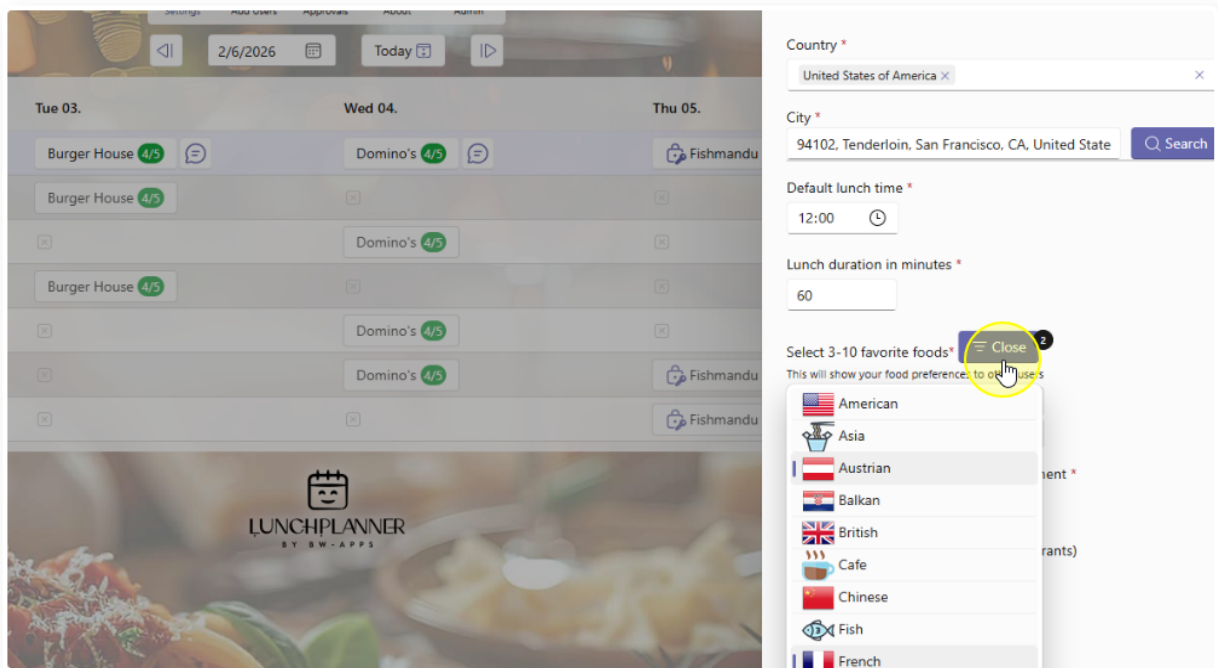 Settings Add Users Approvals About Admin
2/6/2026 Today
Tue 03. Wed 04. Thu 05.
Burger House 4/5 Domino's 4/5 Fishmandu
Burger House 4/5
Domino's 4/5
Burger House 4/5
Domino's 4/5
Domino's 4/5 Fishmandu
Fishmandu
LUNCHPLANNER
BY BW-APPS
Country *
United States of America
City *
94102, Tenderloin, San Francisco, CA, United State Search
Default lunch time *
12:00
Lunch duration in minutes *
60
Select 3-10 favorite foods* Close 2
This will show your food preferences to users
American
Asia
Austrian
Balkan
British
Cafe
Chinese
Fish
French
nent *
rants)